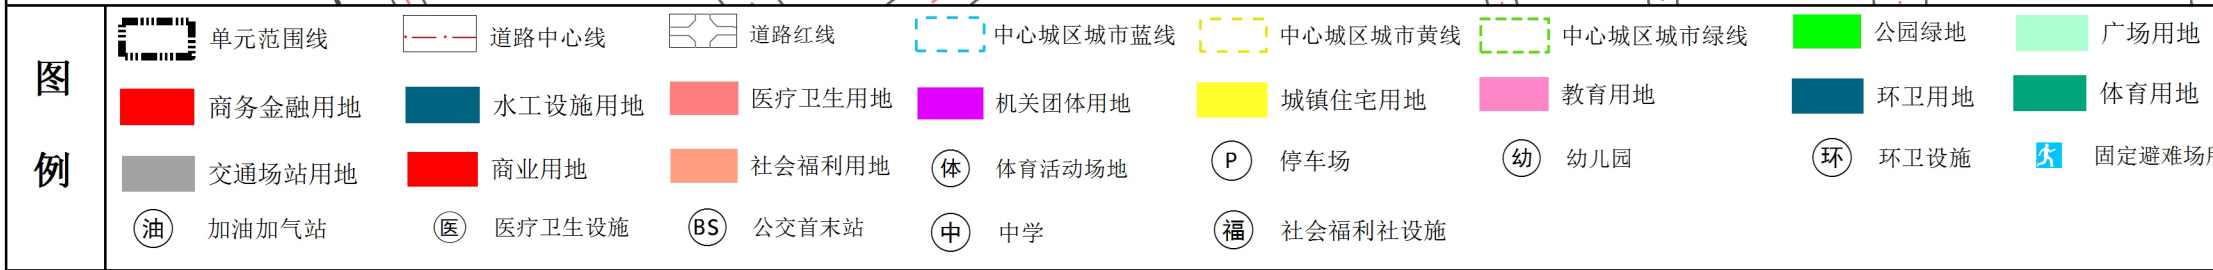 图例
单元范围线 道路中心线 道路红线 中心城区城市蓝线 中心城区城市黄线 中心城区城市绿线 公园绿地 广场用地
商务金融用地 水工设施用地 医疗卫生用地 机关团体用地 城镇住宅用地 教育用地 环卫用地 体育用地
交通场站用地 商业用地 社会福利用地 体 体育活动场地 P 停车场 幼 幼儿园 环 环卫设施 固定避难场所
油 加油加气站 医 医疗卫生设施 BS 公交首末站 中 中学 福 社会福利社设施